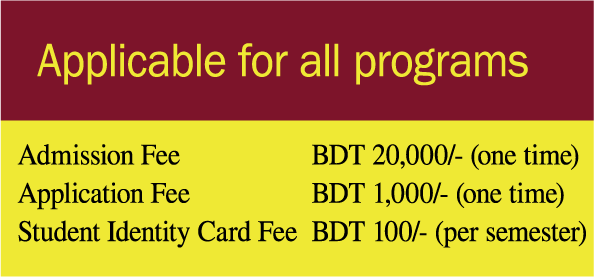 Applicable for all programs
Admission Fee BDT 20,000/- (one time)
Application Fee BDT 1,000/- (one time)
Student Identity Card Fee BDT 100/- (per semester)